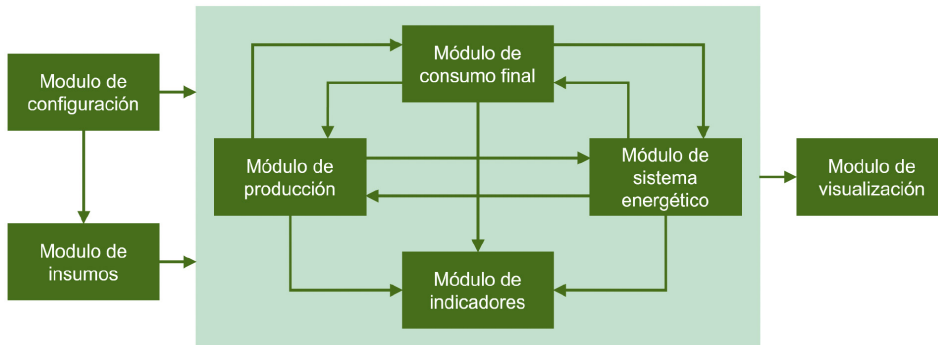 Modulo de
configuración
Modulo de
insumos
Módulo de
consumo final
Módulo de
producción
Módulo de
sistema
energético
Módulo de
indicadores
Modulo de
visualización